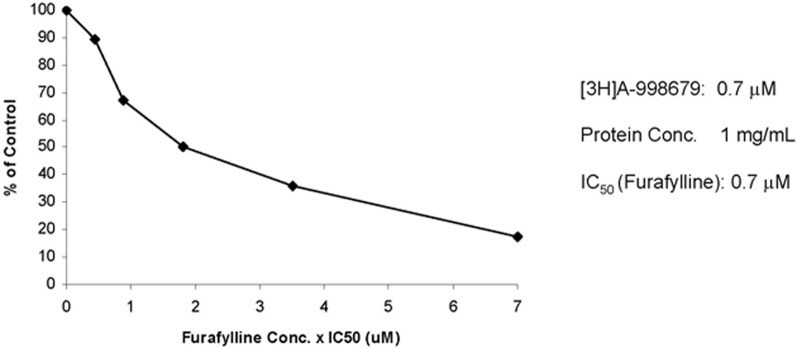 % of Control
100
90
80
70
60
50
40
30
20
10
0
0 1 2 3 4 5 6 7
Furafylline Conc. x IC50 (uM)
[3H]A-998679: 0.7 μM
Protein Conc. 1 mg/mL
IC50 (Furafylline): 0.7 μM